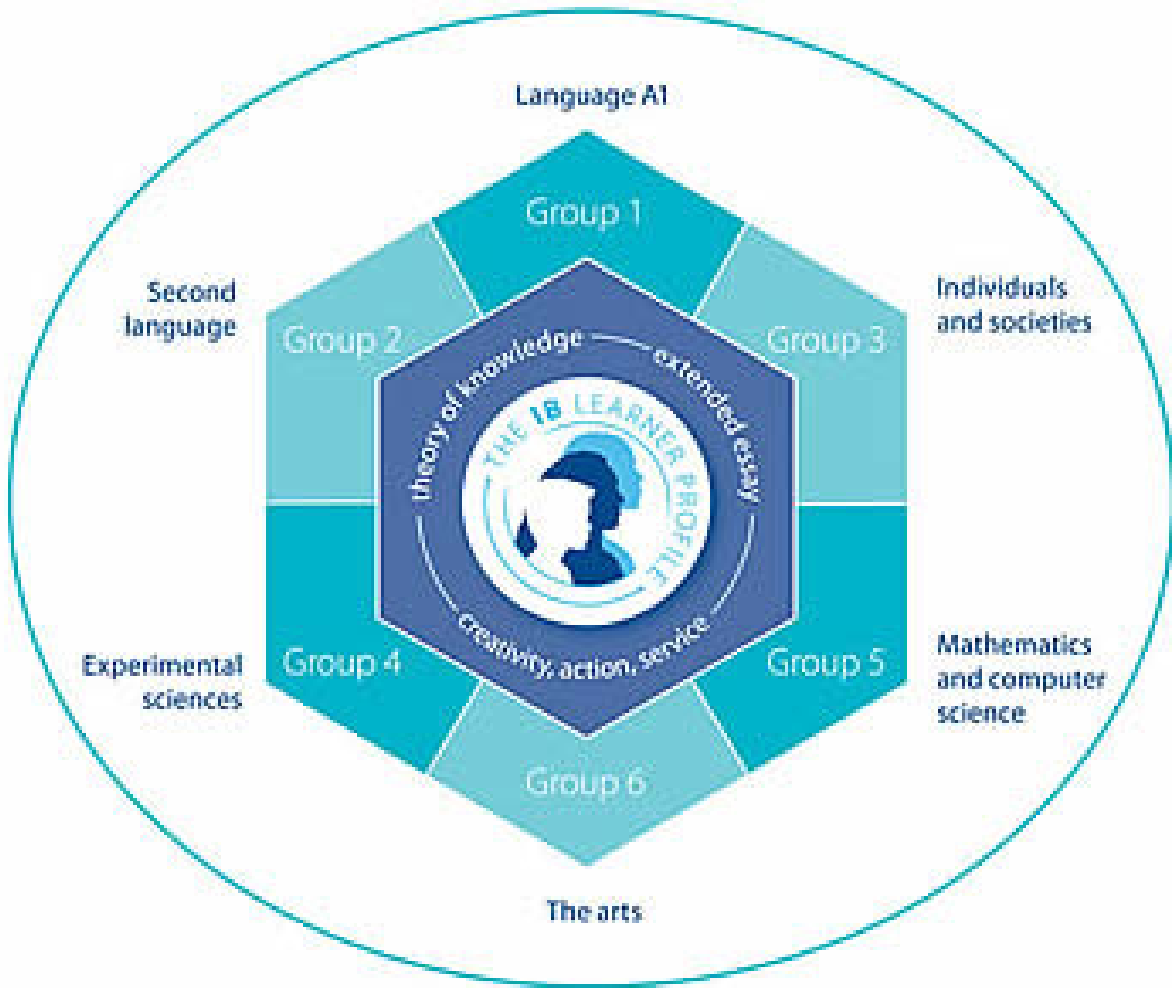 Language A1
Group 1
Second
language
Group 2
Individuals
and societies
Group 3
theory of knowledge
extended essay
THE IB LEARNER PROFILE
creativity, action, service
Experimental
sciences
Group 4
Group 5
Mathematics
and computer
science
Group 6
The arts